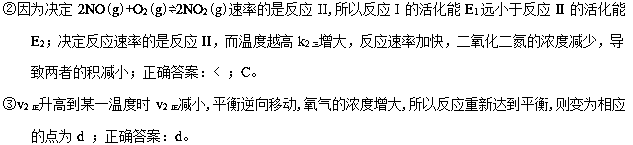 ②因为决定 2NO(g)+O₂(g)⇌2NO₂(g)速率的是反应 II,所以反应 I 的活化能 E₁远小于反应 II 的活化能
E₂；决定反应速率的是反应 II，而温度越高 k₂正增大，反应速率加快，二氧化二氮的浓度减少，导
致两者的积减小；正确答案：< ；C。
③v₂正升高到某一温度时 v₂正减小,平衡逆向移动,氧气的浓度增大,所以反应重新达到平衡,则变为相应
的点为 d ；正确答案：d。